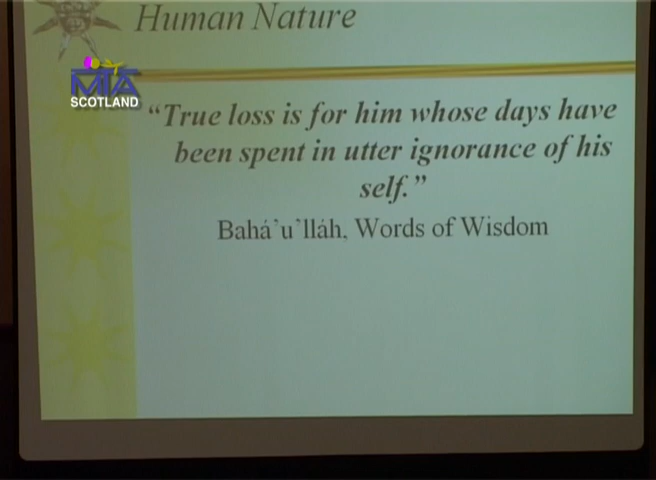 Human Nature
MTA
SCOTLAND
“True loss is for him whose days have
been spent in utter ignorance of his
self.”
Bahá`u`lláh, Words of Wisdom